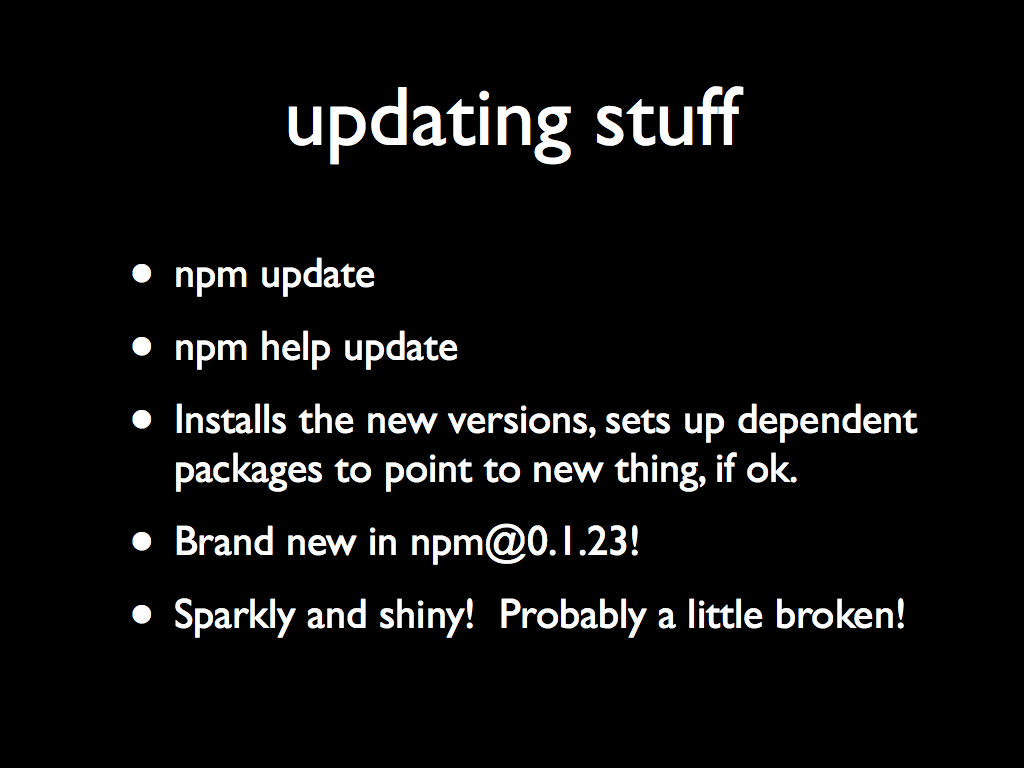 updating stuff
• npm update
• npm help update
• Installs the new versions, sets up dependent
packages to point to new thing, if ok.
• Brand new in npm@0.1.23!
• Sparkly and shiny!  Probably a little broken!